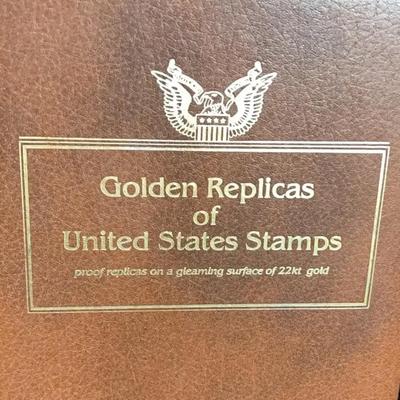 Golden Replicas
of
United States Stamps
proof replicas on a gleaming surface of 22kt gold